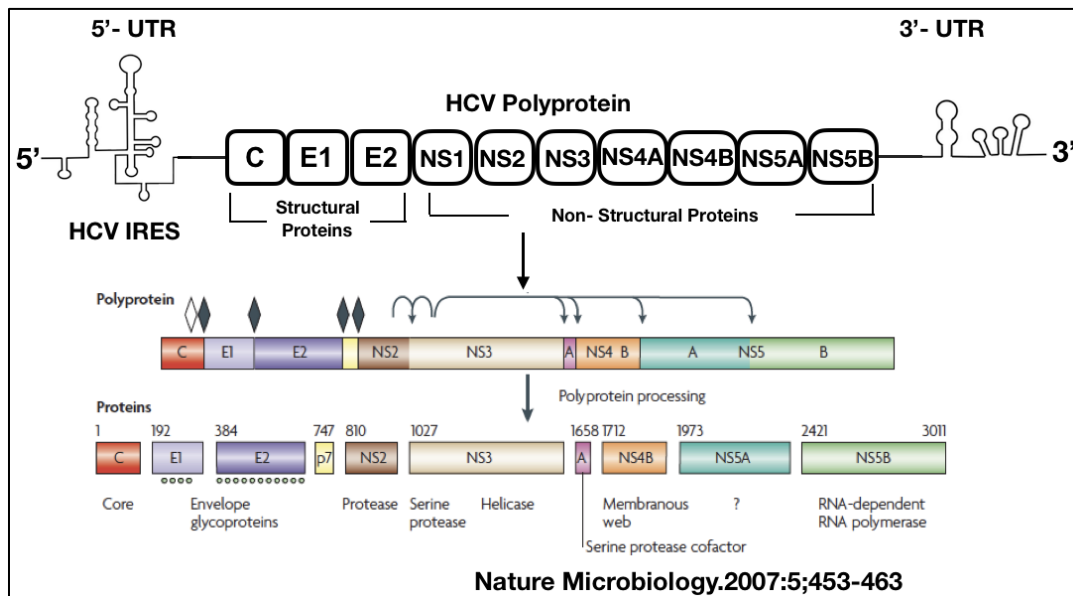 5'- UTR
3'- UTR
HCV Polyprotein
5' C E1 E2 NS1 NS2 NS3 NS4A NS4B NS5A NS5B 3'
Structural
Proteins
Non- Structural Proteins
HCV IRES
Polyprotein
C E1 E2 NS2 NS3 A NS4 B A NS5 B
Polyprotein processing
Proteins
1 192 384 747 810 1027 1658 1712 1973 2421 3011
C E1 E2 p7 NS2 NS3 A NS4B NS5A NS5B
Core
Envelope
glycoproteins
Protease
Serine
protease
Helicase
Membranous
web
?
RNA-dependent
RNA polymerase
Serine protease cofactor
Nature Microbiology.2007:5;453-463